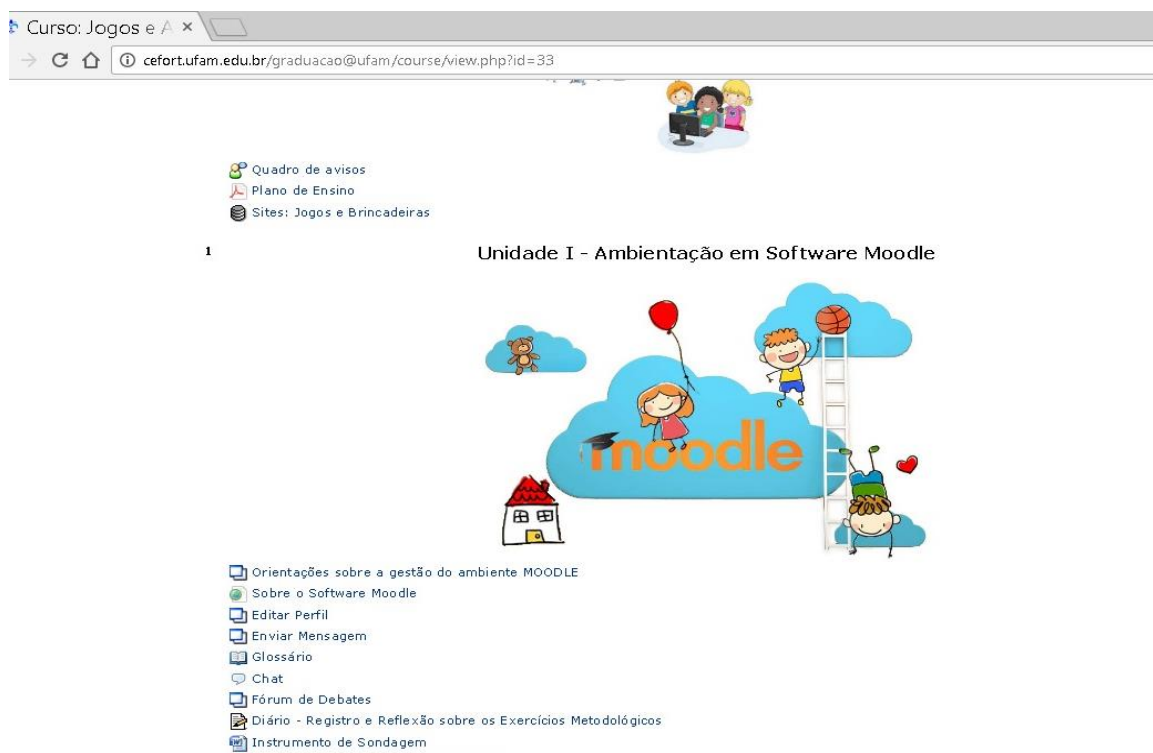 Curso: Jogos e A
cefort.ufam.edu.br/graduacao@ufam/course/view.php?id=33
Quadro de avisos
Plano de Ensino
Sites: Jogos e Brincadeiras
1
Unidade I - Ambientação em Software Moodle
moodle
Orientações sobre a gestão do ambiente MOODLE
Sobre o Software Moodle
Editar Perfil
Enviar Mensagem
Glossário
Chat
Fórum de Debates
Diário - Registro e Reflexão sobre os Exercícios Metodológicos
Instrumento de Sondagem